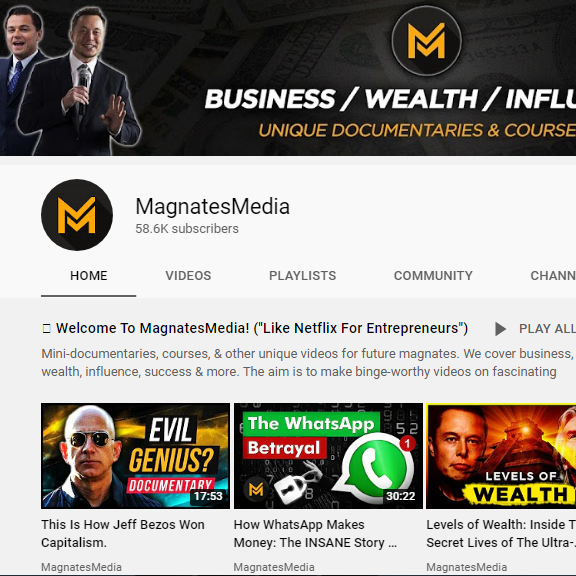 BUSINESS / WEALTH / INFLU
UNIQUE DOCUMENTARIES & COURSE
MagnatesMedia
58.6K subscribers
HOME VIDEOS PLAYLISTS COMMUNITY CHANN
Welcome To MagnatesMedia! ("Like Netflix For Entrepreneurs") PLAY ALL
Mini-documentaries, courses, & other unique videos for future magnates. We cover business,
wealth, influence, success & more. The aim is to make binge-worthy videos on fascinating
EVIL
GENIUS?
DOCUMENTARY
17:53
The WhatsApp
Betrayal
1
30:22
LEVELS OF
WEALTH
This Is How Jeff Bezos Won
Capitalism.
MagnatesMedia
How WhatsApp Makes
Money: The INSANE Story ...
MagnatesMedia
Levels of Wealth: Inside T
Secret Lives of The Ultra-.
MagnatesMedia